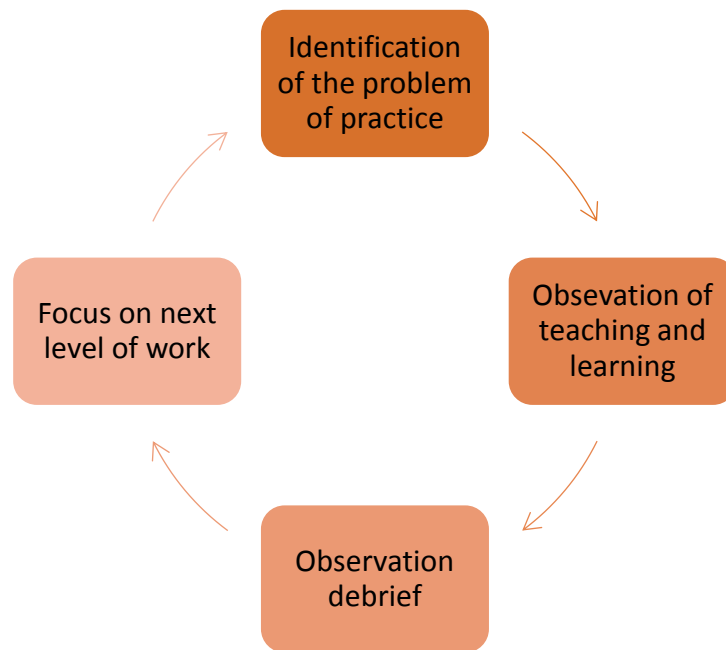 Identification
of the problem
of practice
Obsevation of
teaching and
learning
Observation
debrief
Focus on next
level of work